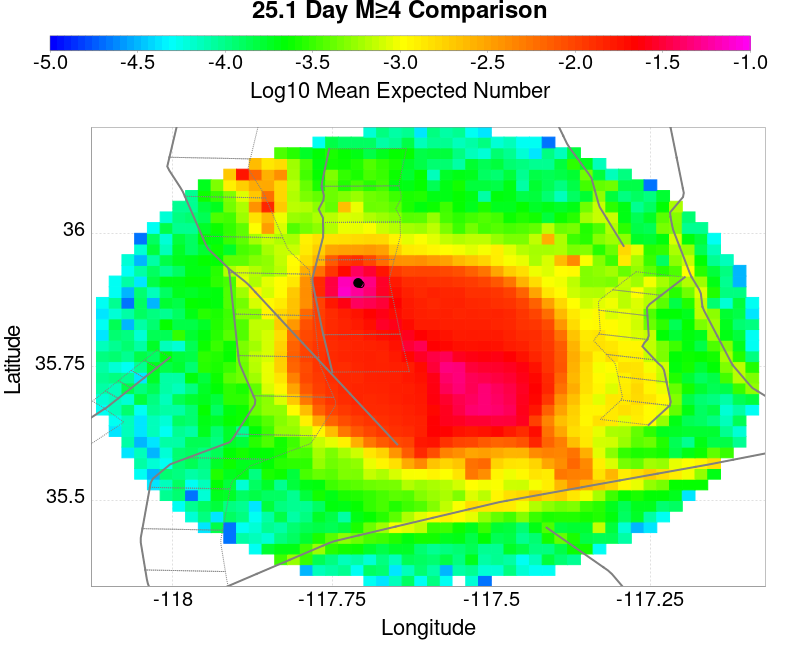 25.1 Day M≥4 Comparison
-5.0 -4.5 -4.0 -3.5 -3.0 -2.5 -2.0 -1.5 -1.0
Log10 Mean Expected Number
36
35.75
35.5
Latitude
-118 -117.75 -117.5 -117.25
Longitude